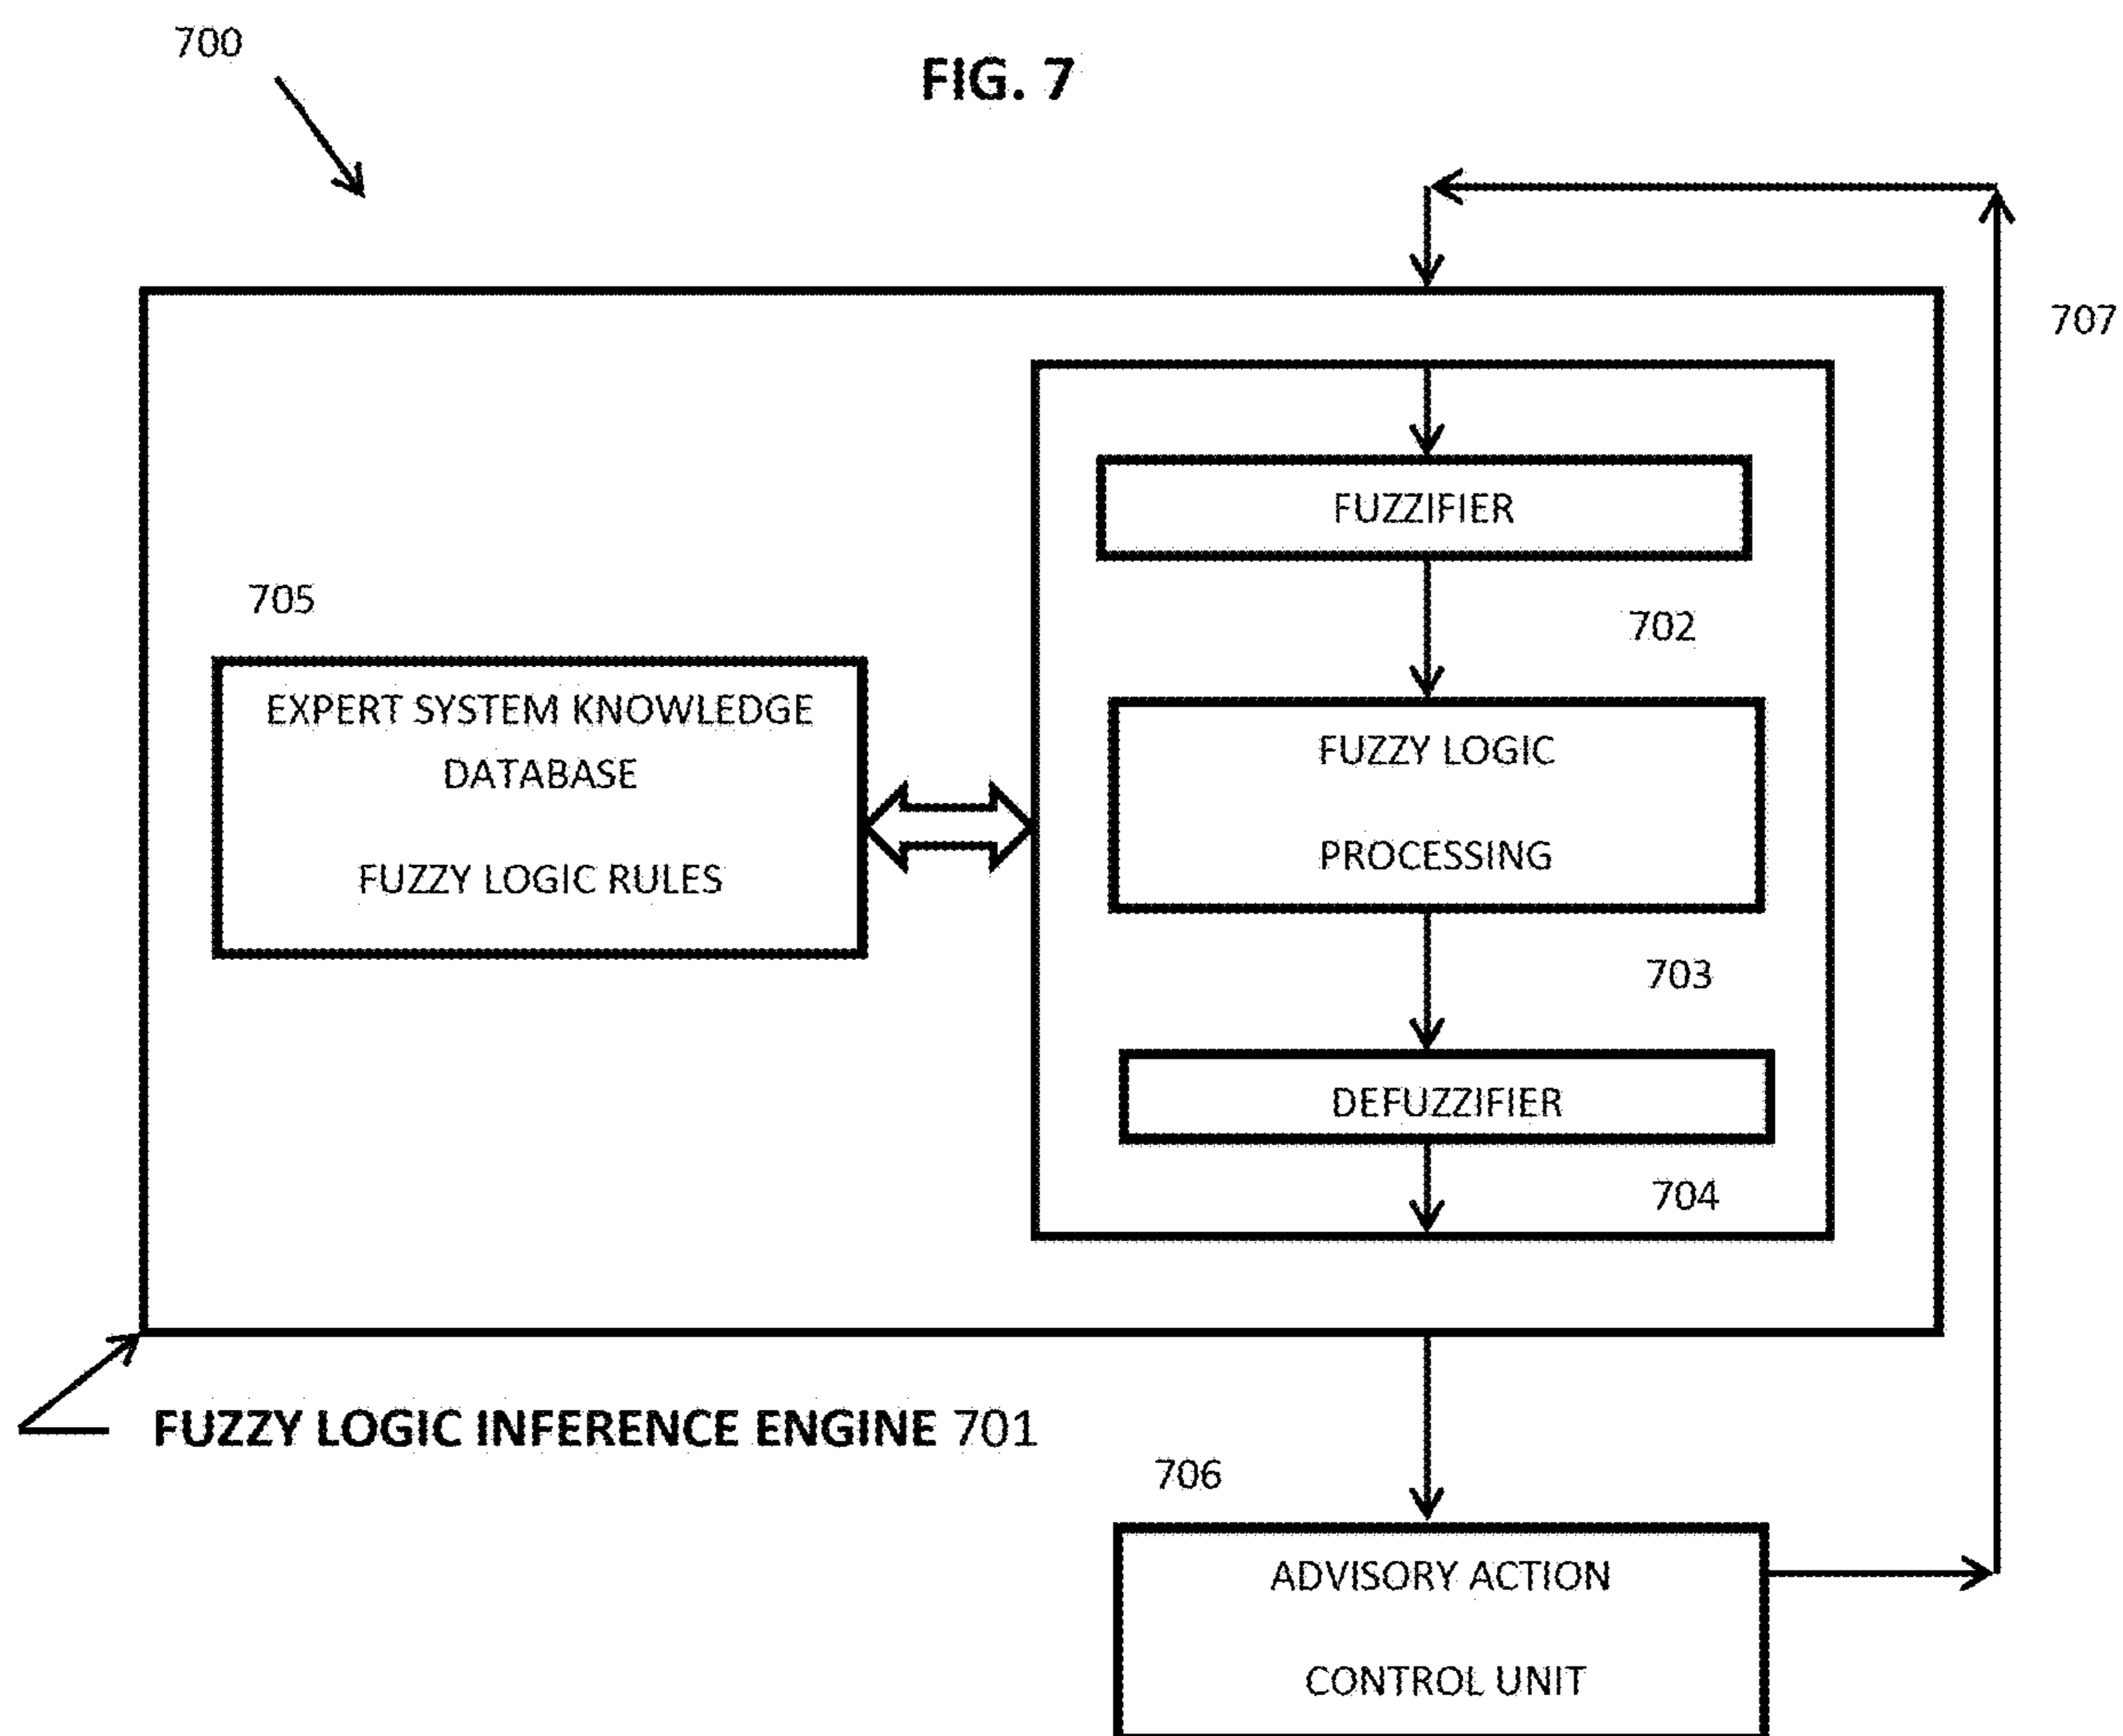 700
FIG. 7
707
FUZZIFIER
702
705
EXPERT SYSTEM KNOWLEDGE
DATABASE
FUZZY LOGIC RULES
FUZZY LOGIC
PROCESSING
703
DEFUZZIFIER
704
FUZZY LOGIC INFERENCE ENGINE 701
706
ADVISORY ACTION
CONTROL UNIT